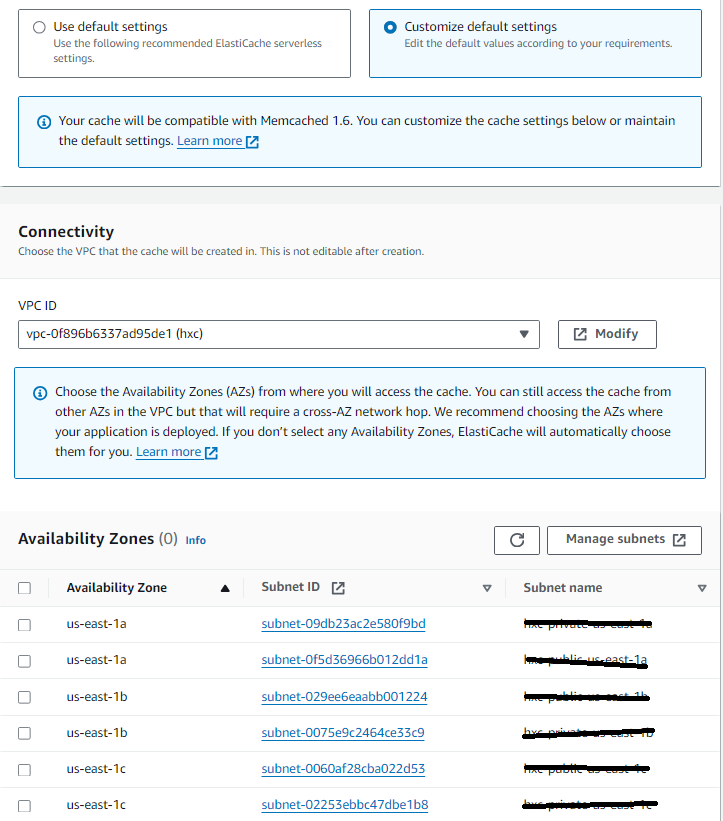 Use default settings
Use the following recommended ElastiCache serverless
settings.
Customize default settings
Edit the default values according to your requirements.
Your cache will be compatible with Memcached 1.6. You can customize the cache settings below or maintain
the default settings. Learn more
Connectivity
Choose the VPC that the cache will be created in. This is not editable after creation.
VPC ID
vpc-0f896b6337ad95de1 (hxc)
Modify
Choose the Availability Zones (AZs) from where you will access the cache. You can still access the cache from
other AZs in the VPC but that will require a cross-AZ network hop. We recommend choosing the AZs where
your application is deployed. If you don’t select any Availability Zones, ElastiCache will automatically choose
them for you. Learn more
Availability Zones (0) Info
Manage subnets
Availability Zone Subnet ID Subnet name
us-east-1a subnet-09db23ac2e580f9bd
us-east-1a subnet-0f5d36966b012dd1a
us-east-1b subnet-029ee6eaabb001224
us-east-1b subnet-0075e9c2464ce33c9
us-east-1c subnet-0060af28cba022d53
us-east-1c subnet-02253ebbc47dbe1b8